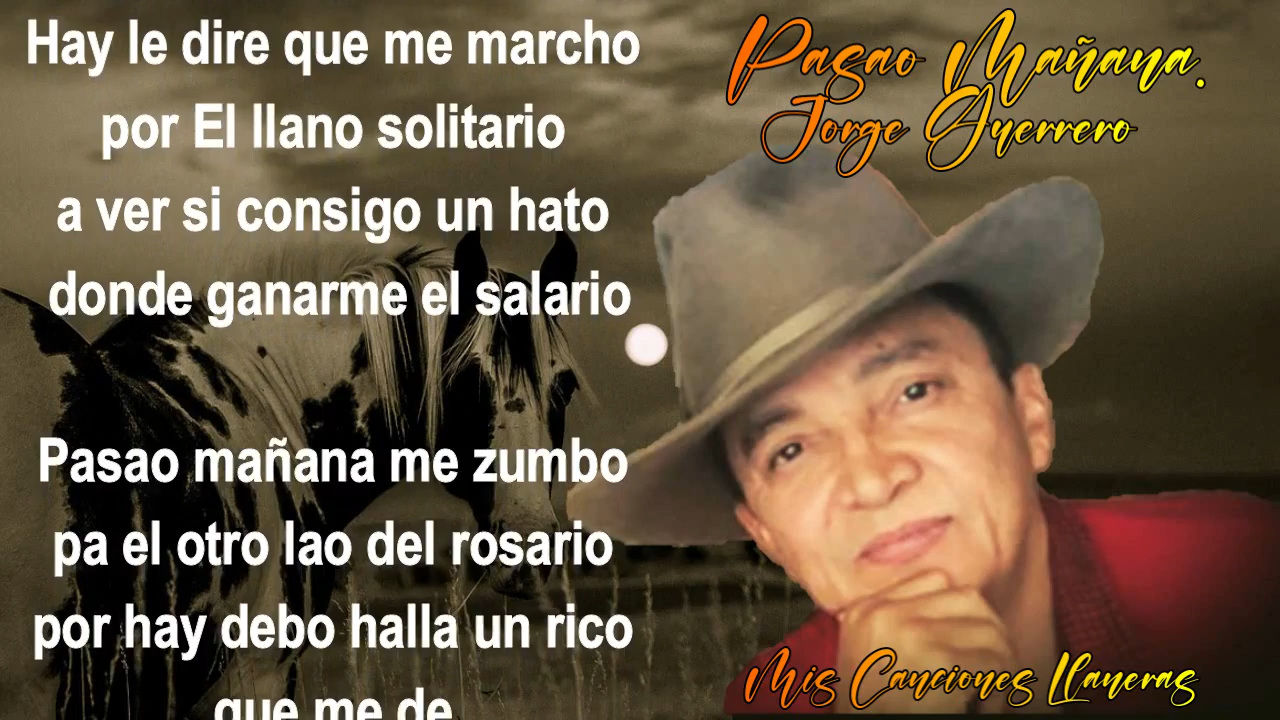 Hay le dire que me marcho
por El llano solitario
a ver si consigo un hato
donde ganarme el salario
Pasao mañana me zumbo
pa el otro lao del rosario
por hay debo halla un rico
que me de
Pasao Mañana.
Jorge Guerrero
Mis Canciones Llaneras